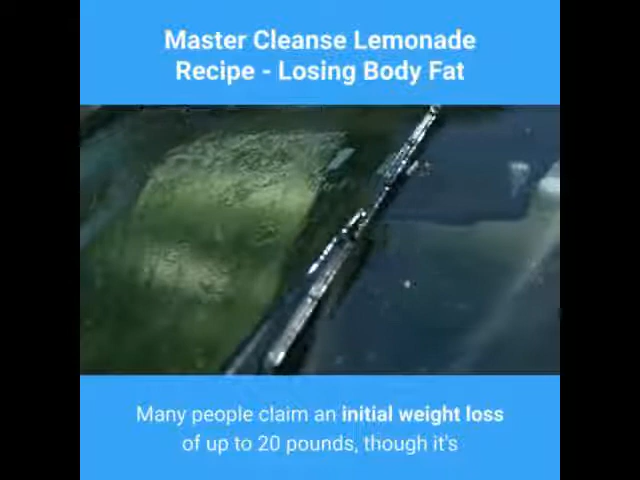 Master Cleanse Lemonade
Recipe - Losing Body Fat
Many people claim an initial weight loss
of up to 20 pounds, though it's